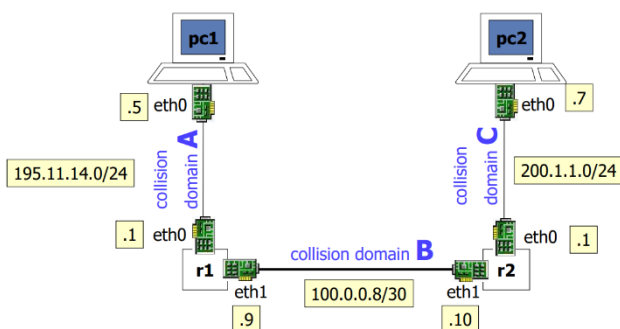 pc1
pc2
.5
eth0
eth0
.7
collision
domain A
collision
domain C
195.11.14.0/24
200.1.1.0/24
.1
eth0
eth0
.1
r1
collision domain B
r2
eth1
100.0.0.8/30
eth1
.9
.10